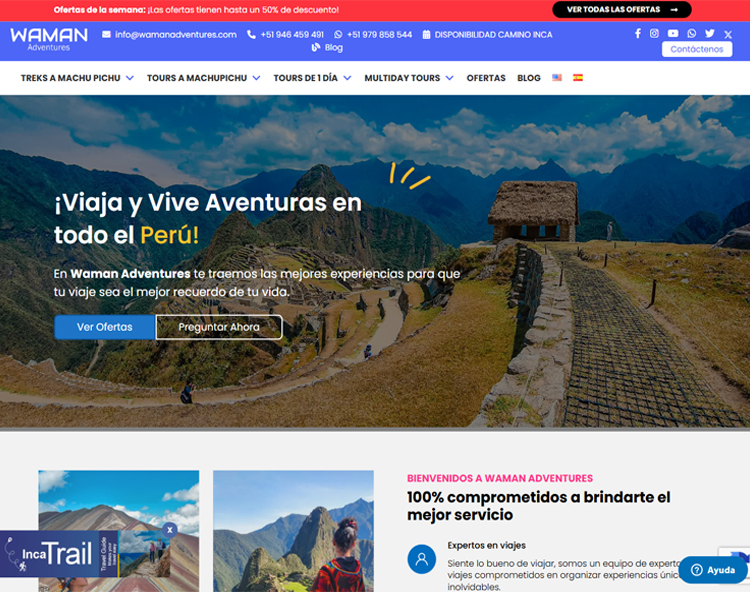 Ofertas de la semana: ¡Las ofertas tienen hasta un 50% de descuento!
VER TODAS LAS OFERTAS
WAMAN
Adventures
info@wamanadventures.com +51 946 459 491 +51 979 858 544 DISPONIBILIDAD CAMINO INCA
Blog
Contáctenos
TREKS A MACHU PICHU TOURS A MACHUPICHU TOURS DE 1 DÍA MULTIDAY TOURS OFERTAS BLOG
¡Viaja y Vive Aventuras en
todo el Perú!
En Waman Adventures te traemos las mejores experiencias para que
tu viaje sea el mejor recuerdo de tu vida.
Ver Ofertas Preguntar Ahora
BIENVENIDOS A WAMAN ADVENTURES
100% comprometidos a brindarte el
mejor servicio
Expertos en viajes
Siente lo bueno de viajar, somos un equipo de
viajes comprometidos en organizar experiencias
inolvidables.
X
Inca Trail
Travel Guide
Ayuda